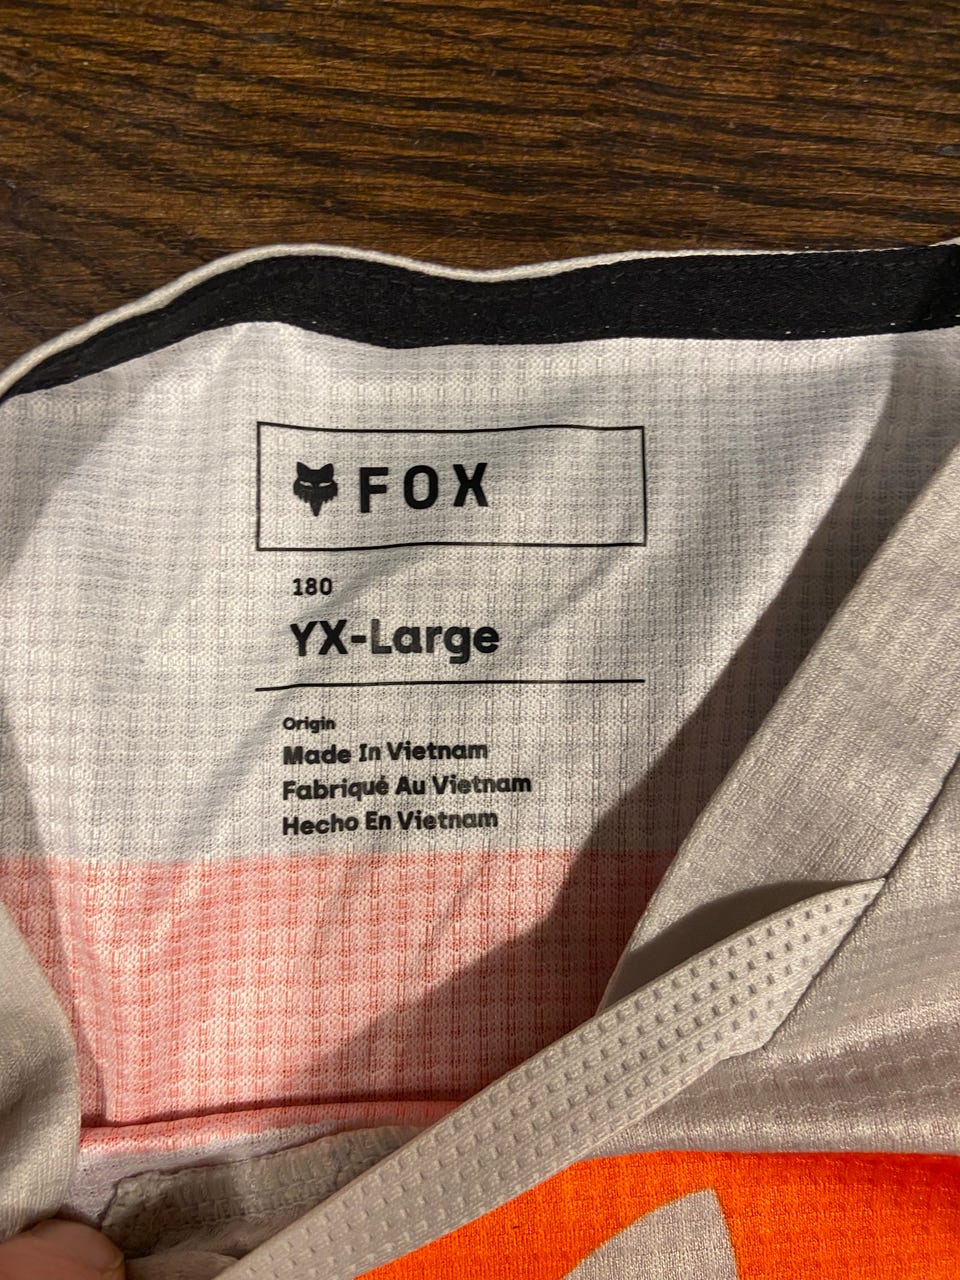 FOX
180
YX-Large
Origin
Made In Vietnam
Fabriqué Au Vietnam
Hecho En Vietnam